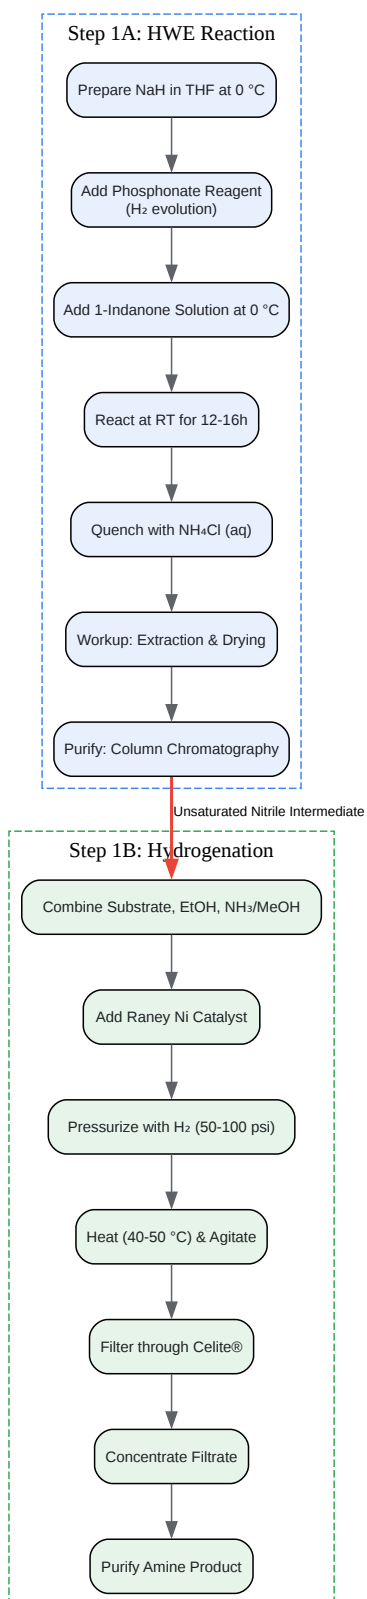 Step 1A: HWE Reaction
Prepare NaH in THF at 0 °C
Add Phosphonate Reagent
(H₂ evolution)
Add 1-Indanone Solution at 0 °C
React at RT for 12-16h
Quench with NH₄Cl (aq)
Workup: Extraction & Drying
Purify: Column Chromatography
Unsaturated Nitrile Intermediate
Step 1B: Hydrogenation
Combine Substrate, EtOH, NH₃/MeOH
Add Raney Ni Catalyst
Pressurize with H₂ (50-100 psi)
Heat (40-50 °C) & Agitate
Filter through Celite®
Concentrate Filtrate
Purify Amine Product